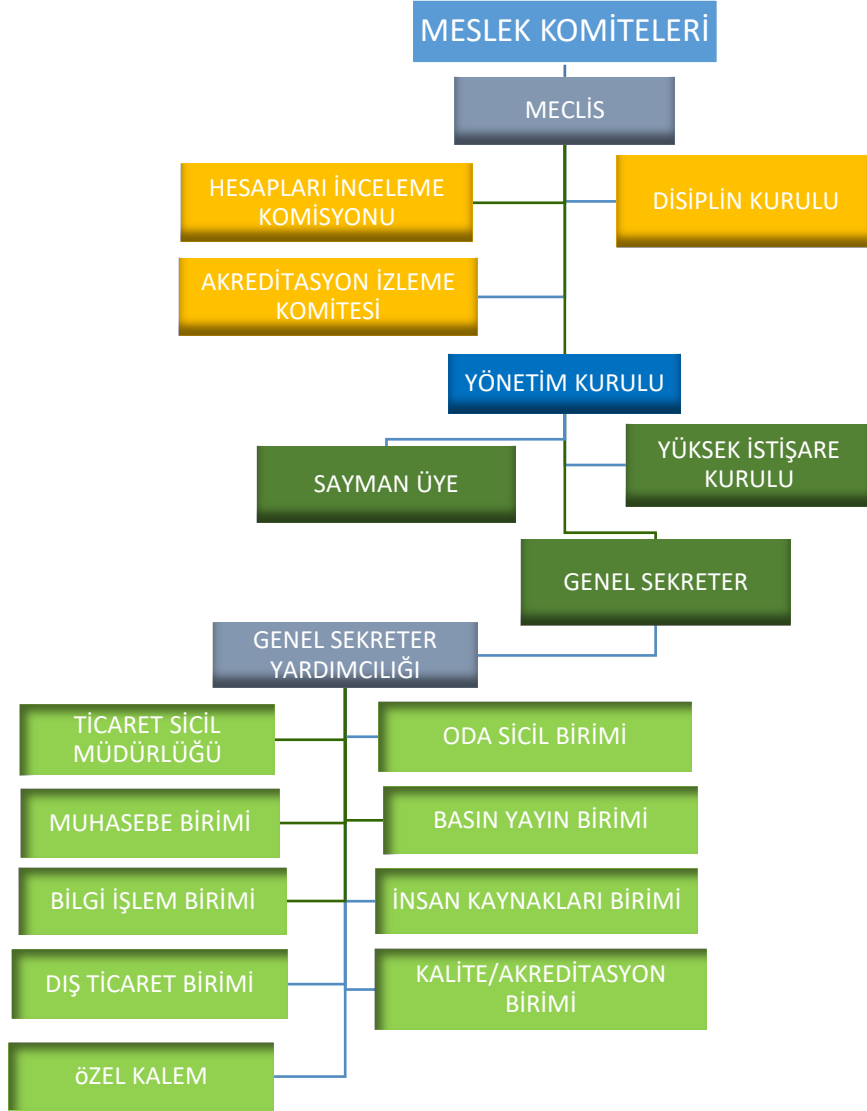 MESLEK KOMİTELERİ
MECLİS
HESAPLARI İNCELEME
KOMİSYONU
DİSİPLİN KURULU
AKREDİTASYON İZLEME
KOMİTESİ
YÖNETİM KURULU
SAYMAN ÜYE
YÜKSEK İSTİŞARE
KURULU
GENEL SEKRETER
GENEL SEKRETER
YARDIMCILIĞI
TİCARET SİCİL
MÜDÜRLÜĞÜ
ODA SİCİL BİRİMİ
MUHASEBE BİRİMİ
BASIN YAYIN BİRİMİ
BİLGİ İŞLEM BİRİMİ
İNSAN KAYNAKLARI BİRİMİ
DIŞ TİCARET BİRİMİ
KALİTE/AKREDİTASYON
BİRİMİ
öZEL KALEM